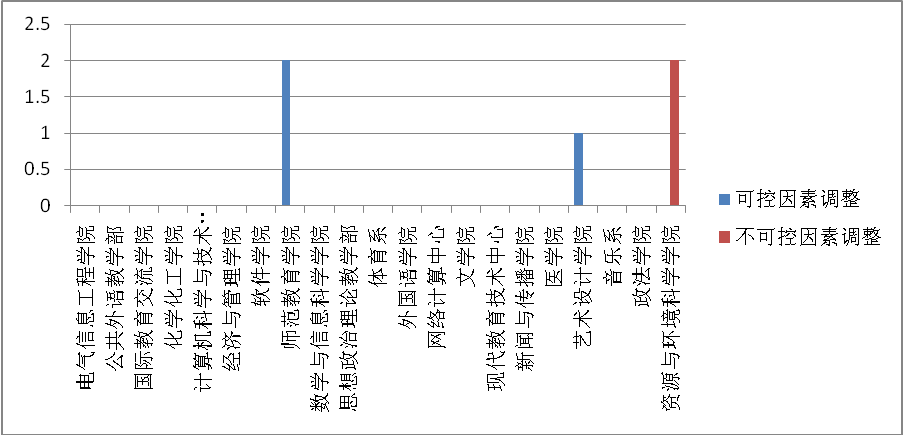 2.5
2
1.5
1
0.5
0
电气信息工程学院
公共外语教学部
国际教育交流学院
化学化工学院
计算机科学与技术…
经济与管理学院
软件学院
师范教育学院
数学与信息科学学院
思想政治理论教学部
体育系
外国语学院
网络计算中心
文学院
现代教育技术中心
新闻与传播学院
医学院
艺术设计学院
音乐系
政法学院
资源与环境科学学院
可控因素调整
不可控因素调整